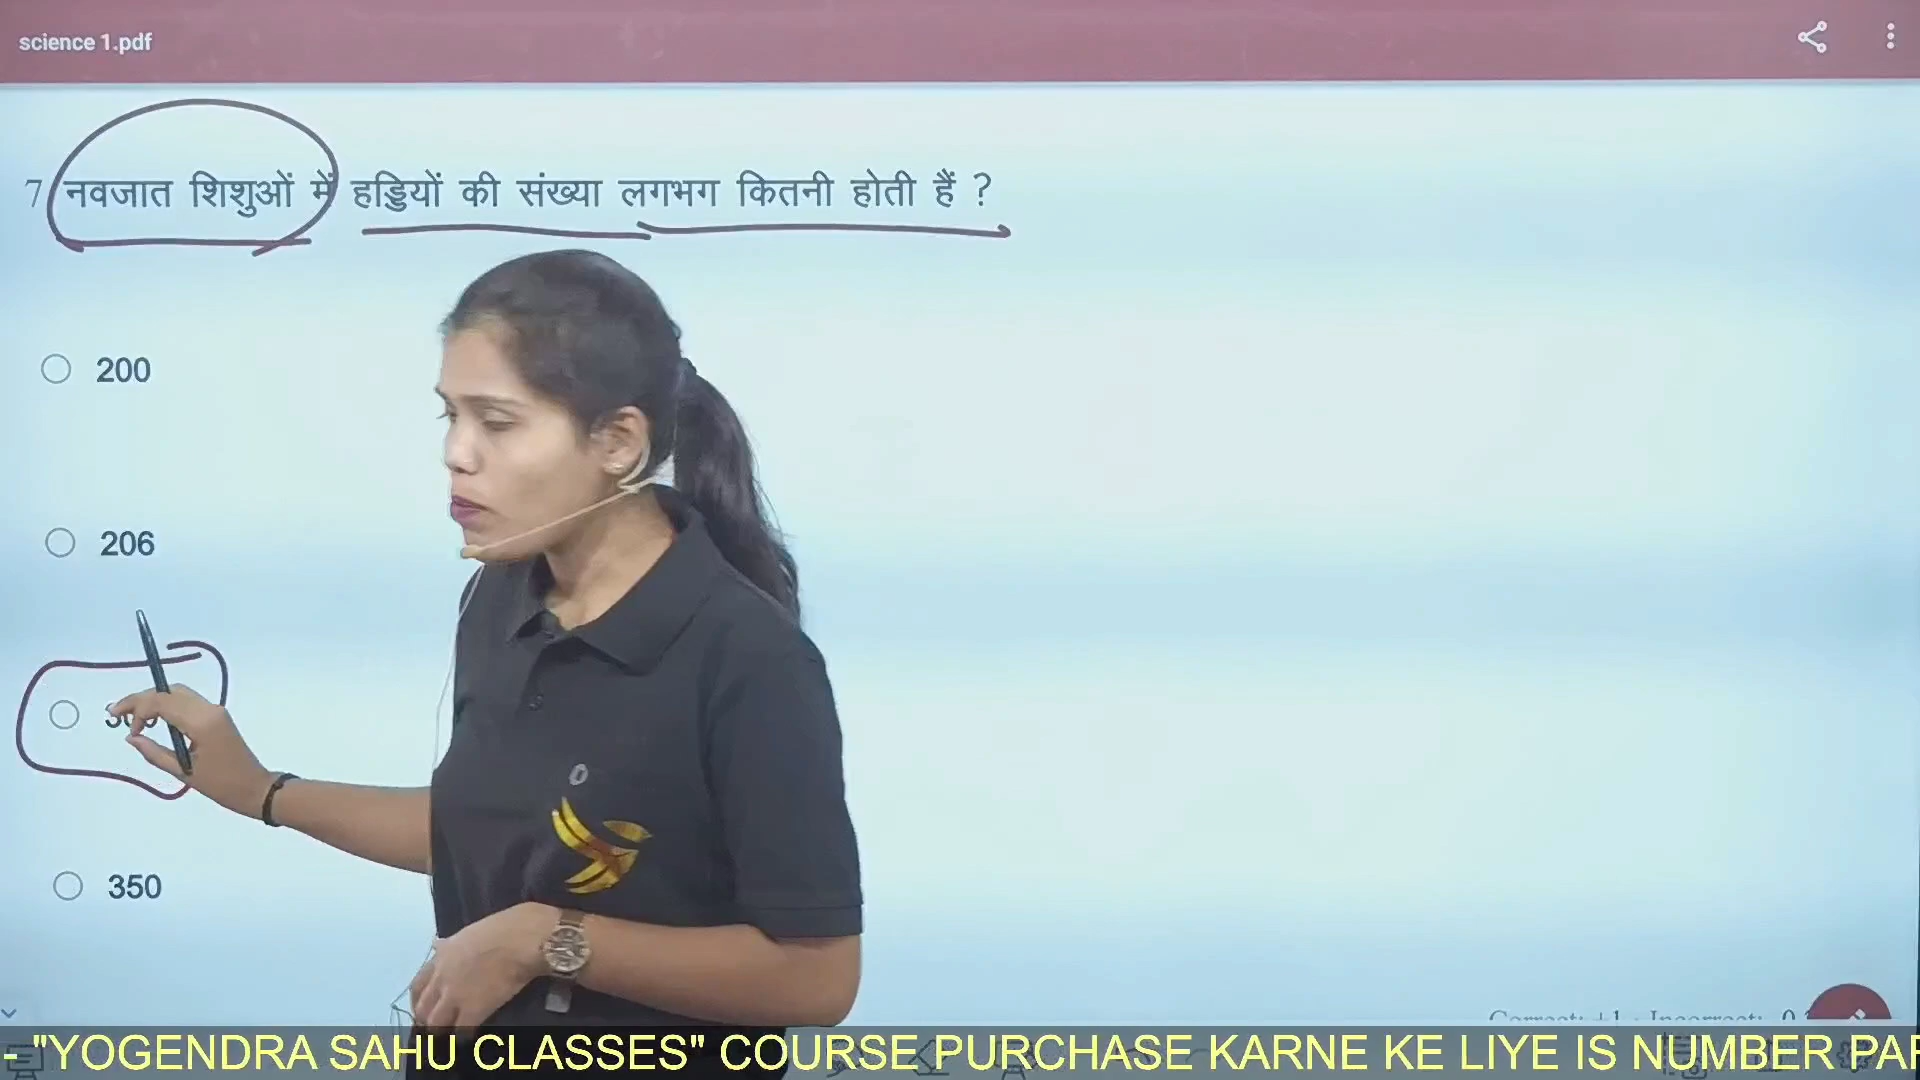 science 1.pdf
7 नवजात शिशुओं में हड्डियों की संख्या लगभग कितनी होती हैं ?
200
206
350
- "YOGENDRA SAHU CLASSES" COURSE PURCHASE KARNE KE LIYE IS NUMBER